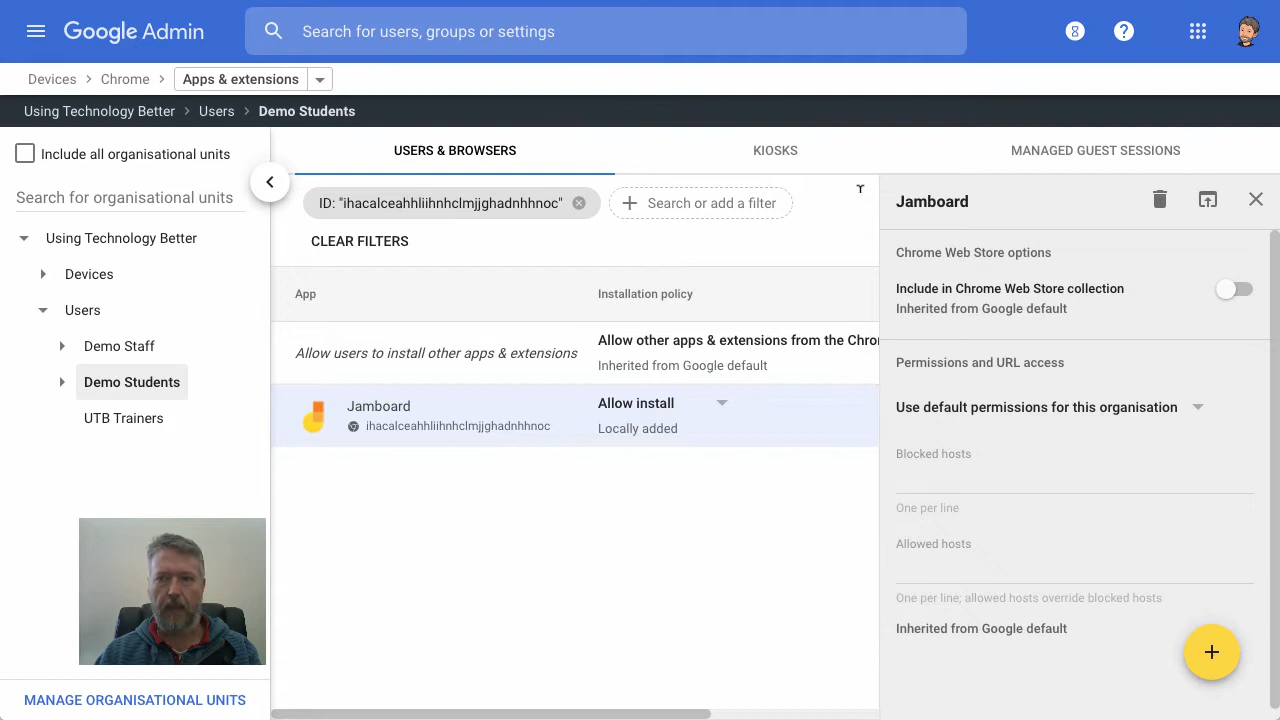 Google Admin
Search for users, groups or settings
Devices
Chrome
Apps & extensions
Using Technology Better
Users
Demo Students
Include all organisational units
Search for organisational units
Using Technology Better
Devices
Users
Demo Staff
Demo Students
UTB Trainers
MANAGE ORGANISATIONAL UNITS
USERS & BROWSERS
KIOSKS
MANAGED GUEST SESSIONS
ID: "ihacalceahhliihnhclmjjghadnhhnoc"
Search or add a filter
CLEAR FILTERS
App
Installation policy
Allow users to install other apps & extensions
Allow other apps & extensions from the Chro
Inherited from Google default
Jamboard
ihacalceahhliihnhclmjjghadnhhnoc
Allow install
Locally added
Jamboard
Chrome Web Store options
Include in Chrome Web Store collection
Inherited from Google default
Permissions and URL access
Use default permissions for this organisation
Blocked hosts
One per line
Allowed hosts
One per line; allowed hosts override blocked hosts
Inherited from Google default